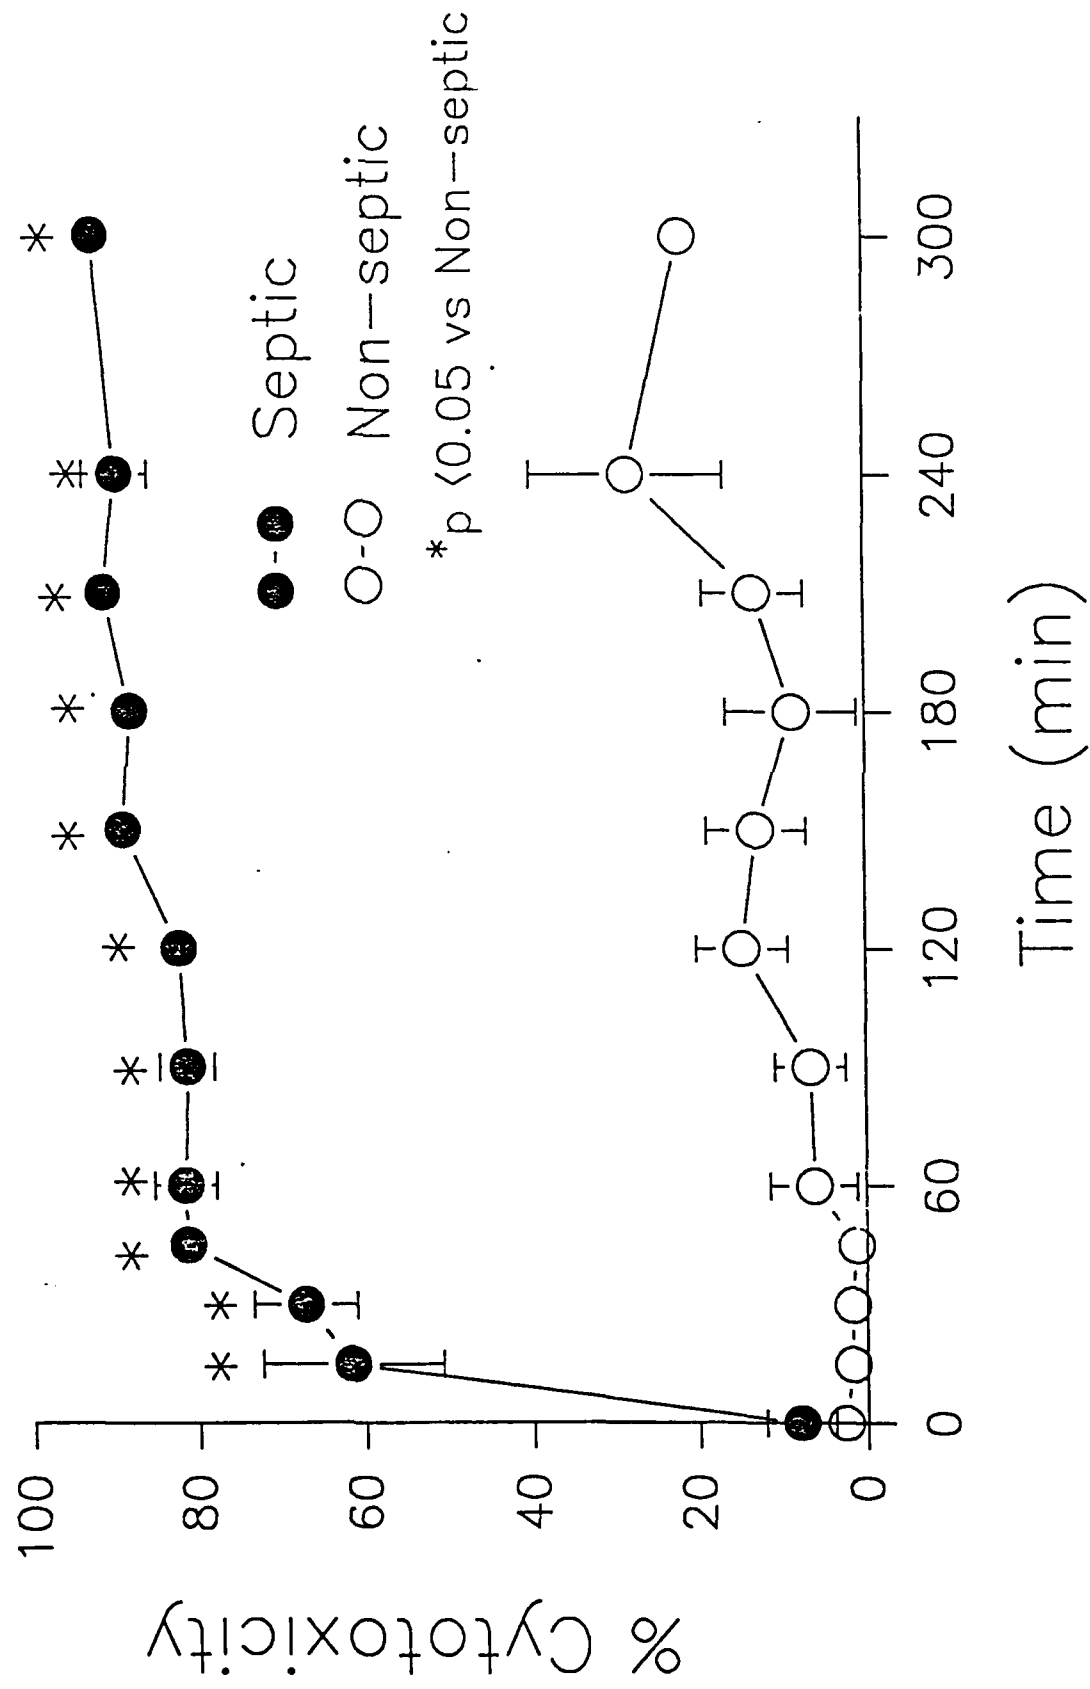 % Cytotoxicity
100
80
60
40
20
0
* * * * * * * * * * *
Septic
Non-septic
*p <0.05 vs Non-septic
0 60 120 180 240 300
Time (min)